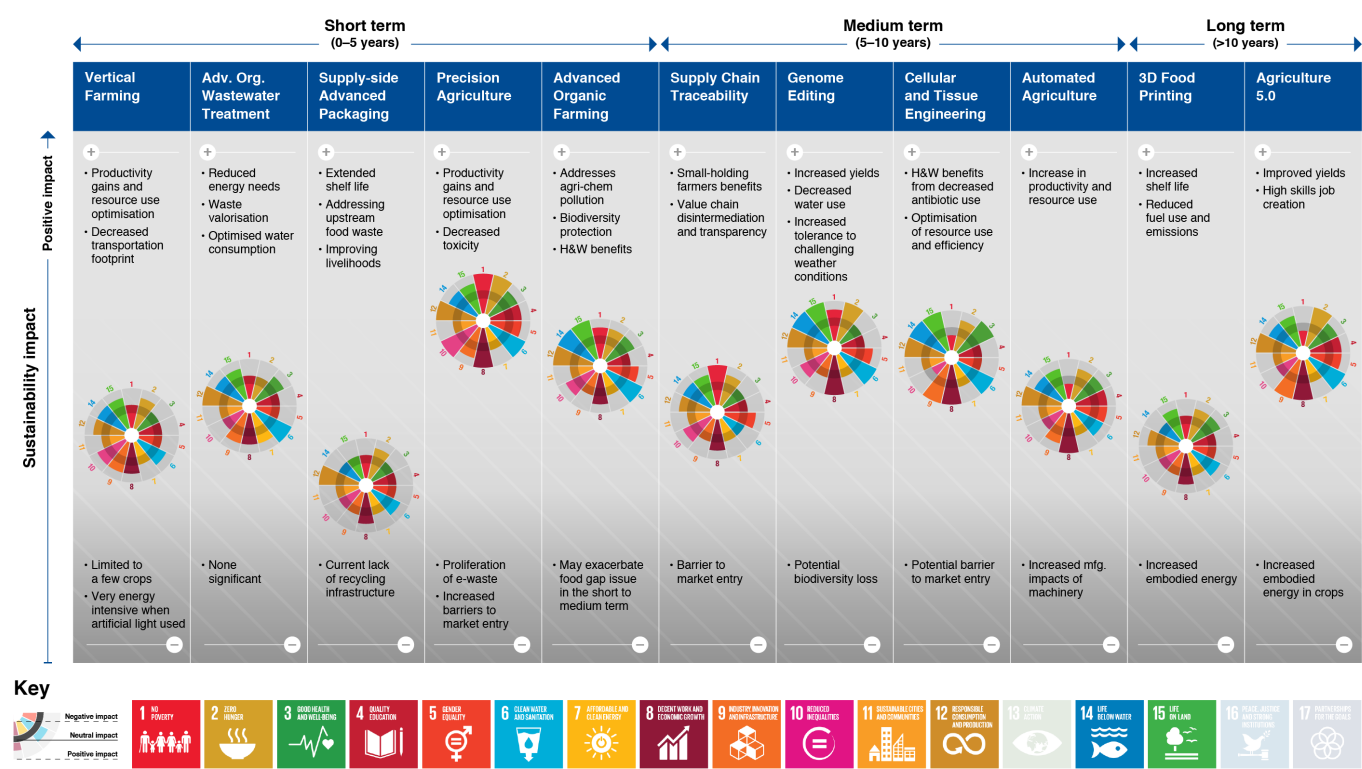 Short term
(0–5 years)
Medium term
(5–10 years)
Long term
(>10 years)
Vertical
Farming
Adv. Org.
Wastewater
Treatment
Supply-side
Advanced
Packaging
Precision
Agriculture
Advanced
Organic
Farming
Supply Chain
Traceability
Genome
Editing
Cellular
and Tissue
Engineering
Automated
Agriculture
3D Food
Printing
Agriculture
5.0
Sustainability impact
Positive impact
+
• Productivity
gains and
resource use
optimisation
• Decreased
transportation
footprint
+
• Reduced
energy needs
• Waste
valorisation
• Optimised water
consumption
+
• Extended
shelf life
• Addressing
upstream
food waste
• Improving
livelihoods
+
• Productivity
gains and
resource use
optimisation
• Decreased
toxicity
+
• Addresses
agri-chem
pollution
• Biodiversity
protection
• H&W benefits
+
• Small-holding
farmers benefits
• Value chain
disintermediation
and transparency
+
• Increased yields
• Decreased
water use
• Increased
tolerance to
challenging
weather
conditions
+
• H&W benefits
from decreased
antibiotic use
• Optimisation
of resource use
and efficiency
+
• Increase in
productivity and
resource use
+
• Increased
shelf life
• Reduced
fuel use and
emissions
+
• Improved yields
• High skills job
creation
• Limited to
a few crops
• Very energy
intensive when
artificial light used
−
• None
significant
−
• Current lack
of recycling
infrastructure
−
• Proliferation
of e-waste
• Increased
barriers to
market entry
−
• May exacerbate
food gap issue
in the short to
medium term
−
• Barrier to
market entry
−
• Potential
biodiversity loss
−
• Potential barrier
to market entry
−
• Increased mfg.
impacts of
machinery
−
• Increased
embodied energy
−
• Increased
embodied
energy in crops
−
Key
Negative impact
Neutral impact
Positive impact
1 NO
POVERTY
2 ZERO
HUNGER
3 GOOD HEALTH
AND WELL-BEING
4 QUALITY
EDUCATION
5 GENDER
EQUALITY
6 CLEAN WATER
AND SANITATION
7 AFFORDABLE AND
CLEAN ENERGY
8 DECENT WORK AND
ECONOMIC GROWTH
9 INDUSTRY, INNOVATION
AND INFRASTRUCTURE
10 REDUCED
INEQUALITIES
11 SUSTAINABLE CITIES
AND COMMUNITIES
12 RESPONSIBLE
CONSUMPTION
AND PRODUCTION
13 CLIMATE
ACTION
14 LIFE
BELOW WATER
15 LIFE
ON LAND
16 PEACE, JUSTICE
AND STRONG
INSTITUTIONS
17 PARTNERSHIPS
FOR THE GOALS